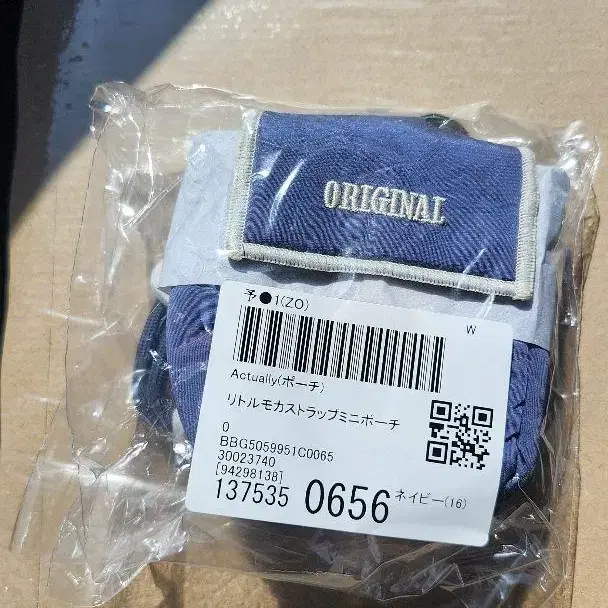 ORIGINAL
予●1(ZO)
W
Actually(ポーチ)
リトルモカストラップミニポーチ
0
BBG5059951C0065
30023740
[94298138]
137535 0656 ネイビー(16)